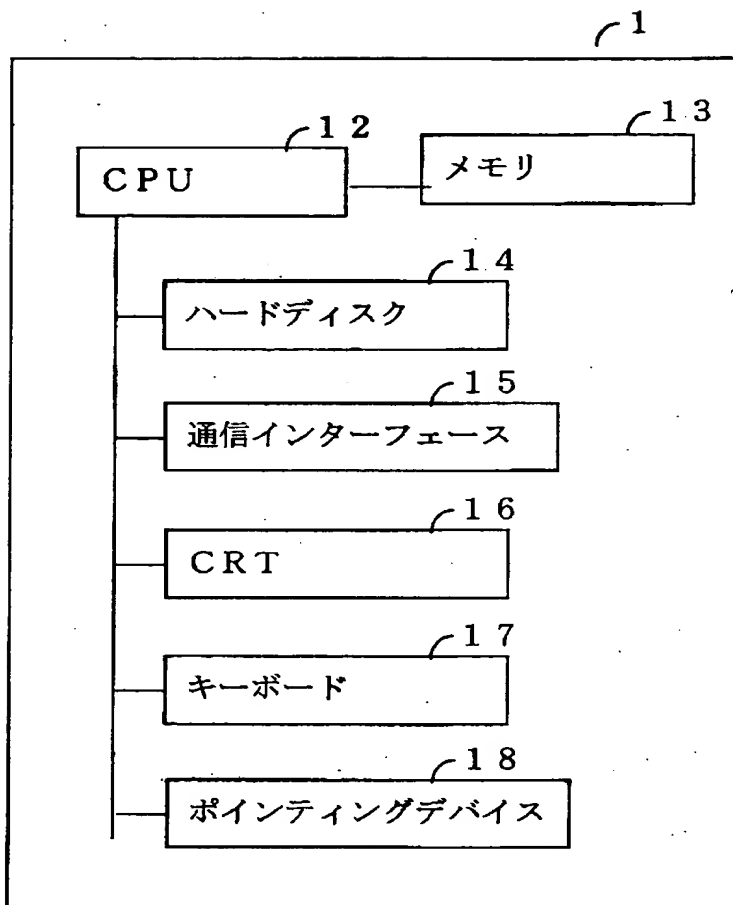 1
12
CPU
13
メモリ
14
ハードディスク
15
通信インターフェース
16
CRT
17
キーボード
18
ポインティングデバイス